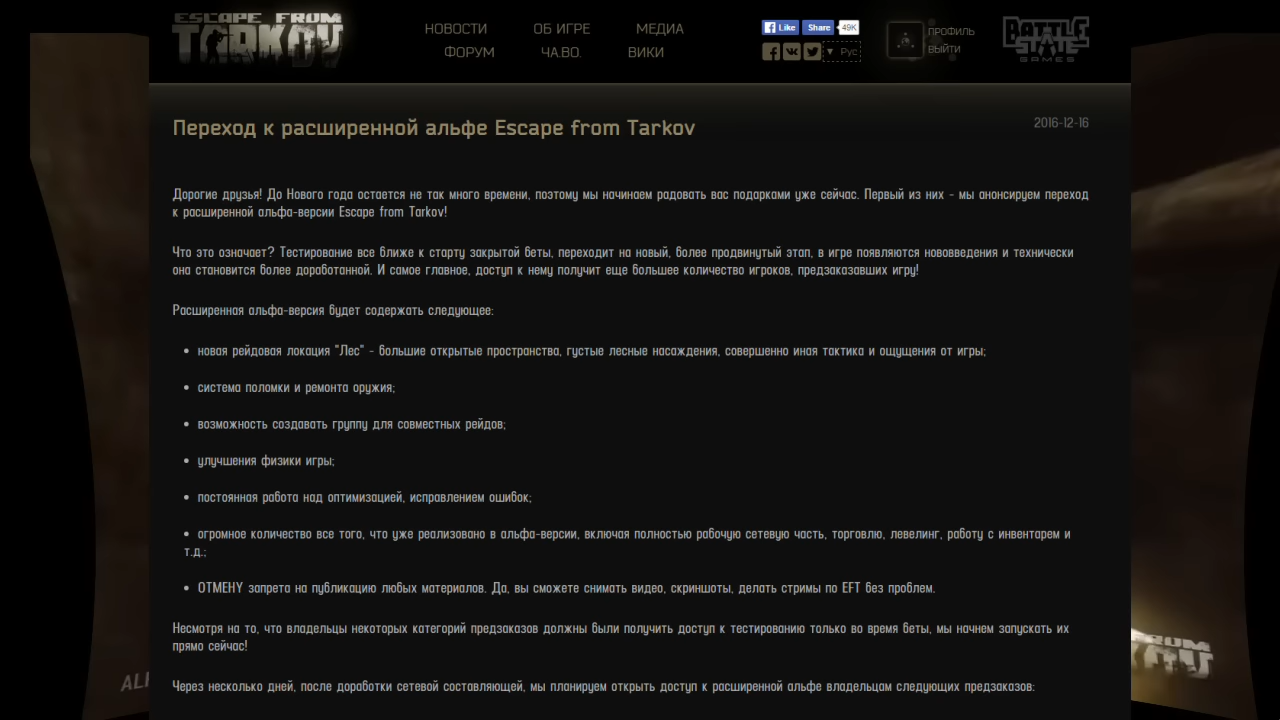 ESCAPE FROM
TARKOV
НОВОСТИ ОБ ИГРЕ МЕДИА
ФОРУМ ЧА.ВО. ВИКИ
Like Share 49K
Рус
ПРОФИЛЬ
ВЫЙТИ
BATTLE
STATE
GAMES
Переход к расширенной альфе Escape from Tarkov
2016-12-16
Дорогие друзья! До Нового года остается не так много времени, поэтому мы начинаем радовать вас подарками уже сейчас. Первый из них - мы анонсируем переход
к расширенной альфа-версии Escape from Tarkov!
Что это означает? Тестирование все ближе к старту закрытой беты, переходит на новый, более продвинутый этап, в игре появляются нововведения и технически
она становится более доработанной. И самое главное, доступ к нему получит еще большее количество игроков, предзаказавших игру!
Расширенная альфа-версия будет содержать следующее:
• новая рейдовая локация "Лес" - большие открытые пространства, густые лесные насаждения, совершенно иная тактика и ощущения от игры;
• система поломки и ремонта оружия;
• возможность создавать группу для совместных рейдов;
• улучшения физики игры;
• постоянная работа над оптимизацией, исправлением ошибок;
• огромное количество все того, что уже реализовано в альфа-версии, включая полностью рабочую сетевую часть, торговлю, левелинг, работу с инвентарем и
т.д.;
• ОТМЕНУ запрета на публикацию любых материалов. Да, вы сможете снимать видео, скриншоты, делать стримы по EFT без проблем.
Несмотря на то, что владельцы некоторых категорий предзаказов должны были получить доступ к тестированию только во время беты, мы начнем запускать их
прямо сейчас!
Через несколько дней, после доработки сетевой составляющей, мы планируем открыть доступ к расширенной альфе владельцам следующих предзаказов: